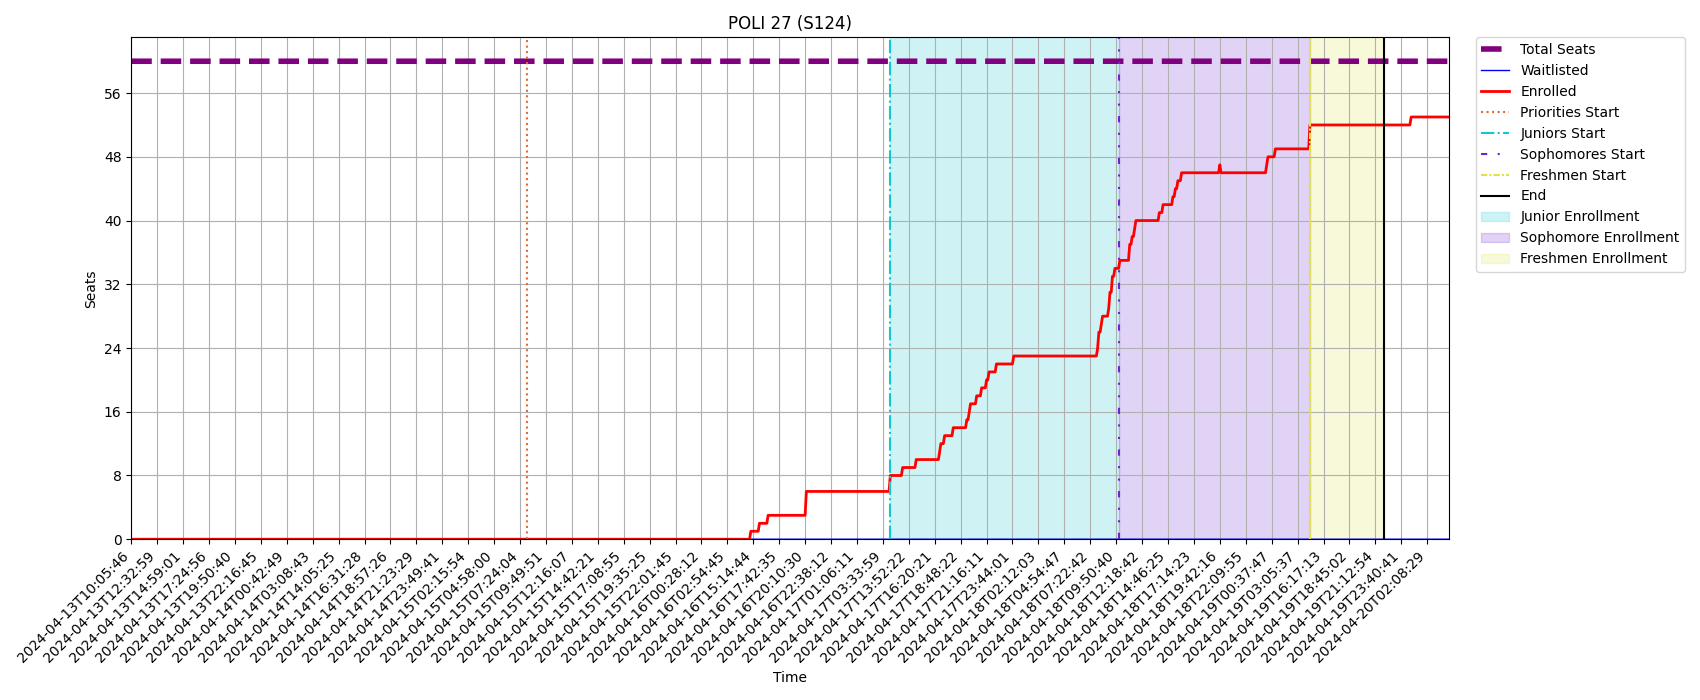 POLI 27 (S124)
Total Seats
Waitlisted
Enrolled
Priorities Start
Juniors Start
Sophomores Start
Freshmen Start
End
Junior Enrollment
Sophomore Enrollment
Freshmen Enrollment
Seats
56
48
40
32
24
16
8
0
2024-04-13T10:05:46
2024-04-13T12:32:59
2024-04-13T14:59:01
2024-04-13T17:24:56
2024-04-13T19:50:40
2024-04-13T22:16:45
2024-04-14T00:42:49
2024-04-14T03:08:43
2024-04-14T14:05:25
2024-04-14T16:31:28
2024-04-14T18:57:26
2024-04-14T21:23:29
2024-04-14T23:49:41
2024-04-15T02:15:54
2024-04-15T04:58:00
2024-04-15T07:24:04
2024-04-15T09:49:51
2024-04-15T12:16:07
2024-04-15T14:42:21
2024-04-15T17:08:55
2024-04-15T19:35:25
2024-04-15T22:01:45
2024-04-16T00:28:12
2024-04-16T02:54:45
2024-04-16T15:14:44
2024-04-16T17:42:35
2024-04-16T20:10:30
2024-04-16T22:38:12
2024-04-17T01:06:11
2024-04-17T03:33:59
2024-04-17T13:52:22
2024-04-17T16:20:21
2024-04-17T18:48:22
2024-04-17T21:16:11
2024-04-17T23:44:01
2024-04-18T02:12:03
2024-04-18T04:54:47
2024-04-18T07:22:42
2024-04-18T09:50:40
2024-04-18T12:18:42
2024-04-18T14:46:25
2024-04-18T17:14:23
2024-04-18T19:42:16
2024-04-18T22:09:55
2024-04-19T00:37:47
2024-04-19T03:05:37
2024-04-19T16:17:13
2024-04-19T18:45:02
2024-04-19T21:12:54
2024-04-19T23:40:41
2024-04-20T02:08:29
Time